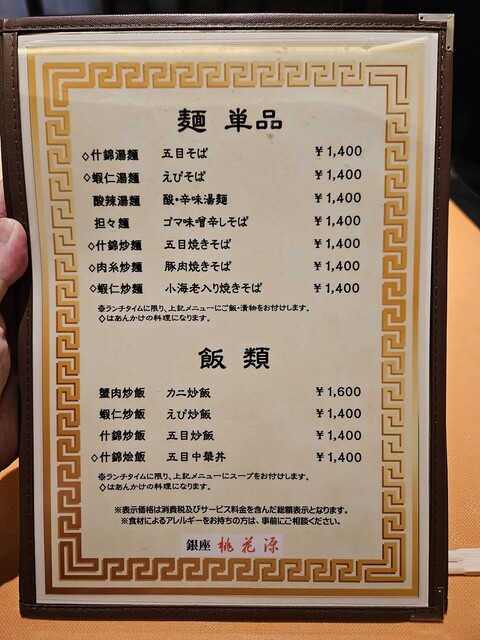 麺 単品
◇什錦湯麺 五目そば ¥1,400
◇蝦仁湯麺 えびそば ¥1,400
酸辣湯麺 酸・辛味湯麺 ¥1,400
担々麺 ゴマ味噌辛しそば ¥1,400
◇什錦炒麺 五目焼きそば ¥1,400
◇肉糸炒麺 豚肉焼きそば ¥1,400
◇蝦仁炒麺 小海老入り焼きそば ¥1,400
※ランチタイムに限り、上記メニューにご飯・漬物をお付けします。
◇はあんかけの料理になります。
飯類
蟹肉炒飯 カニ炒飯 ¥1,600
蝦仁炒飯 えび炒飯 ¥1,400
什錦炒飯 五目炒飯 ¥1,400
◇什錦烩飯 五目中華丼 ¥1,400
※ランチタイムに限り、上記メニューにスープをお付けします。
◇はあんかけの料理になります。
※表示価格は消費税及びサービス料金を含んだ総額表示となります。
※食材によるアレルギーをお持ちの方は、事前にご相談ください。
銀座 桃花源